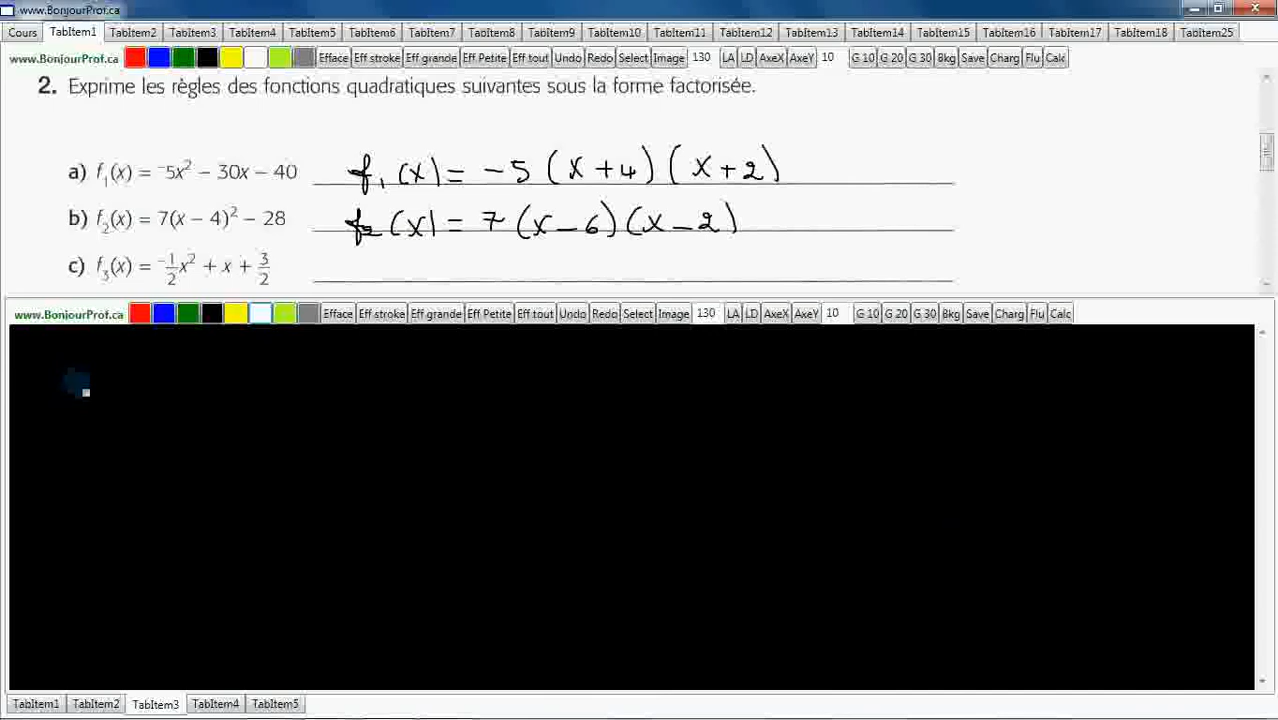 www.BonjourProf.ca
Cours TabItem1 TabItem2 TabItem3 TabItem4 TabItem5 TabItem6 TabItem7 TabItem8 TabItem9 TabItem10 TabItem11 TabItem12 TabItem13 TabItem14 TabItem15 TabItem16 TabItem17 TabItem18 TabItem25
www.BonjourProf.ca Efface Eff stroke Eff grande Eff Petite Eff tout Undo Redo Select Image 130 LA LD AxeX AxeY 10 G 10 G 20 G 30 Bkg Save Charg Flu Calc
2. Exprime les règles des fonctions quadratiques suivantes sous la forme factorisée.
a) f₁(x) = ⁻5x² − 30x − 40 f₁(x) = −5(x+4)(x+2)
b) f₂(x) = 7(x − 4)² − 28 f₂(x) = 7(x−6)(x−2)
c) f₃(x) = ⁻1/2x² + x + 3/2
www.BonjourProf.ca Efface Eff stroke Eff grande Eff Petite Eff tout Undo Redo Select Image 130 LA LD AxeX AxeY 10 G 10 G 20 G 30 Bkg Save Charg Flu Calc
TabItem1 TabItem2 TabItem3 TabItem4 TabItem5